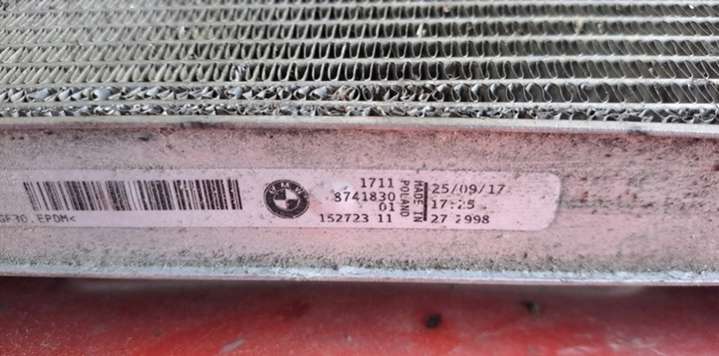 1711
8741830
01
152723 11
MADE IN
POLAND
25/09/17
17:25
27 2998
GF30.EPDM<